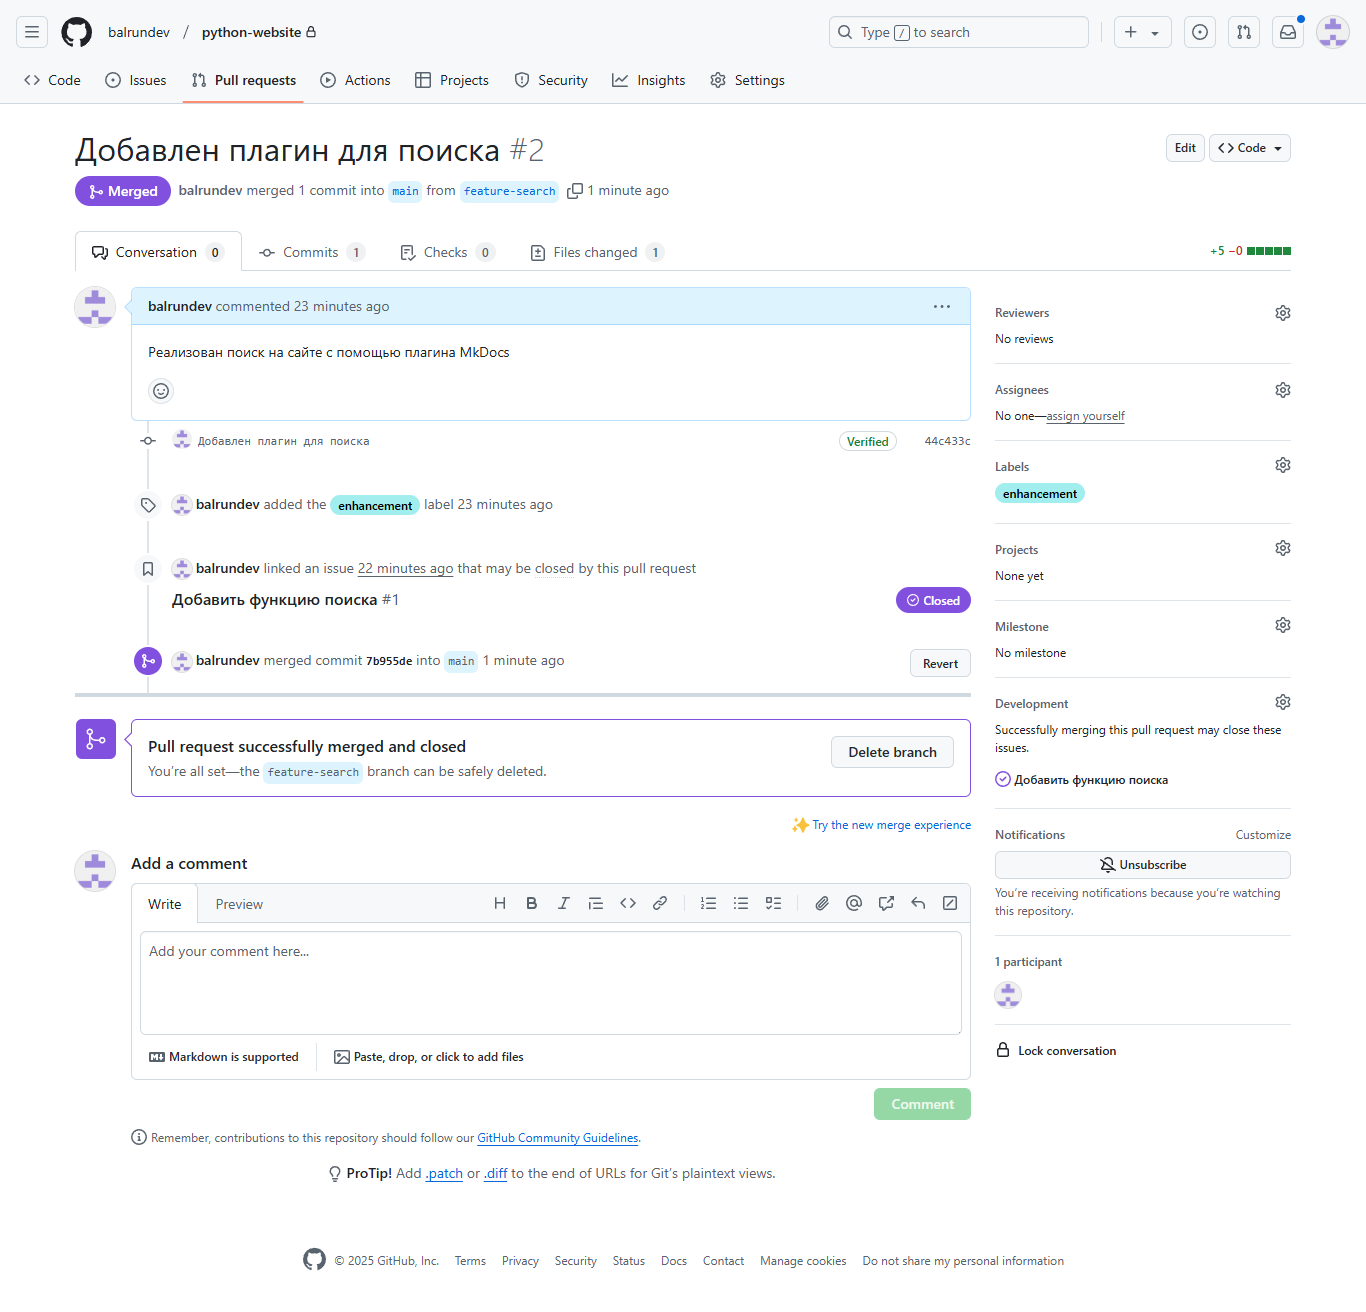 balrundev / python-website
Type / to search
Code Issues Pull requests Actions Projects Security Insights Settings
Добавлен плагин для поиска #2
Edit
Code
Merged
balrundev merged 1 commit into main from feature-search 1 minute ago
Conversation 0
Commits 1
Checks 0
Files changed 1
+5 −0
balrundev commented 23 minutes ago
Реализован поиск на сайте с помощью плагина MkDocs
Добавлен плагин для поиска
Verified
44c433c
balrundev added the enhancement label 23 minutes ago
balrundev linked an issue 22 minutes ago that may be closed by this pull request
Добавить функцию поиска #1
Closed
balrundev merged commit 7b955de into main 1 minute ago
Revert
Pull request successfully merged and closed
You’re all set—the feature-search branch can be safely deleted.
Delete branch
Try the new merge experience
Add a comment
Write
Preview
Add your comment here...
Markdown is supported
Paste, drop, or click to add files
Comment
Remember, contributions to this repository should follow our GitHub Community Guidelines.
ProTip! Add .patch or .diff to the end of URLs for Git’s plaintext views.
Reviewers
No reviews
Assignees
No one—assign yourself
Labels
enhancement
Projects
None yet
Milestone
No milestone
Development
Successfully merging this pull request may close these
issues.
Добавить функцию поиска
Notifications
Customize
Unsubscribe
You’re receiving notifications because you’re watching
this repository.
1 participant
Lock conversation
© 2025 GitHub, Inc. Terms Privacy Security Status Docs Contact Manage cookies Do not share my personal information